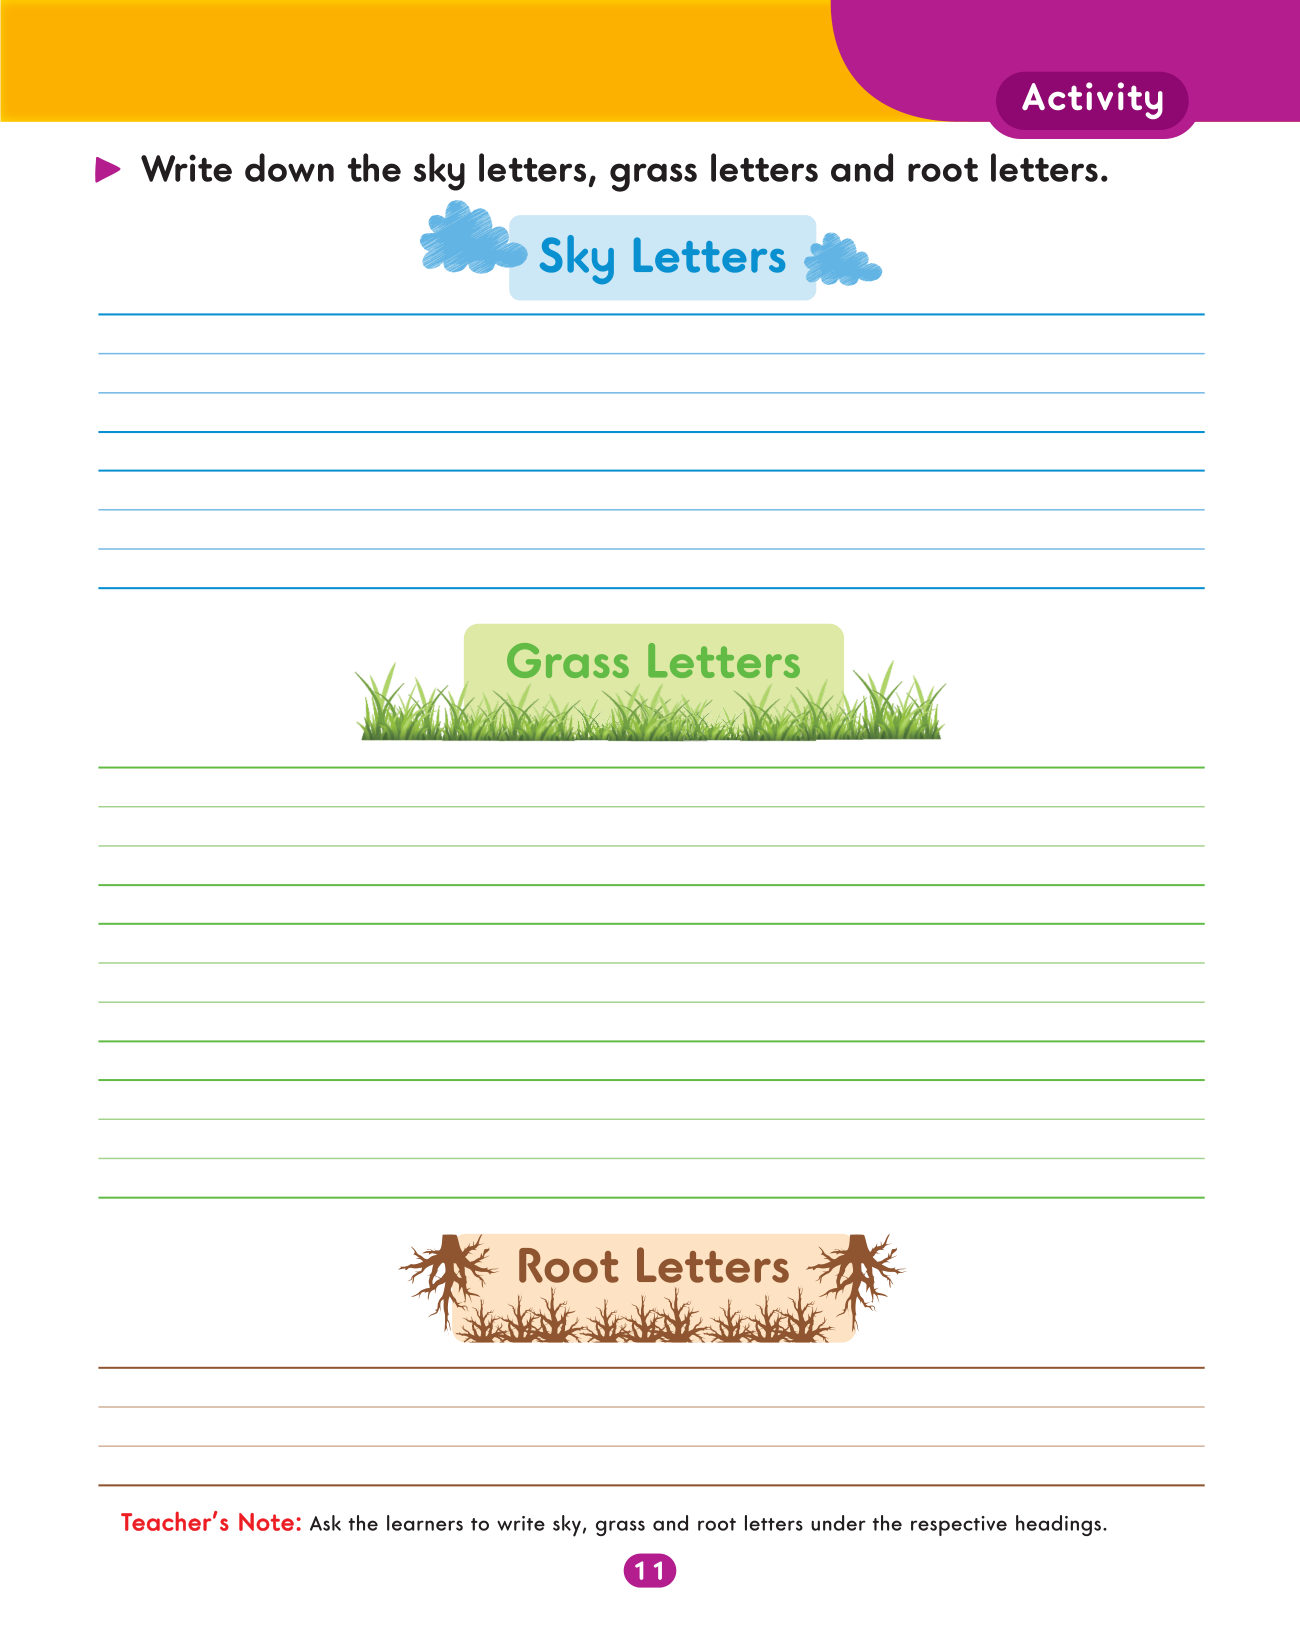 Activity
Write down the sky letters, grass letters and root letters.
Sky Letters
Grass Letters
Root Letters
Teacher's Note: Ask the learners to write sky, grass and root letters under the respective headings.
11